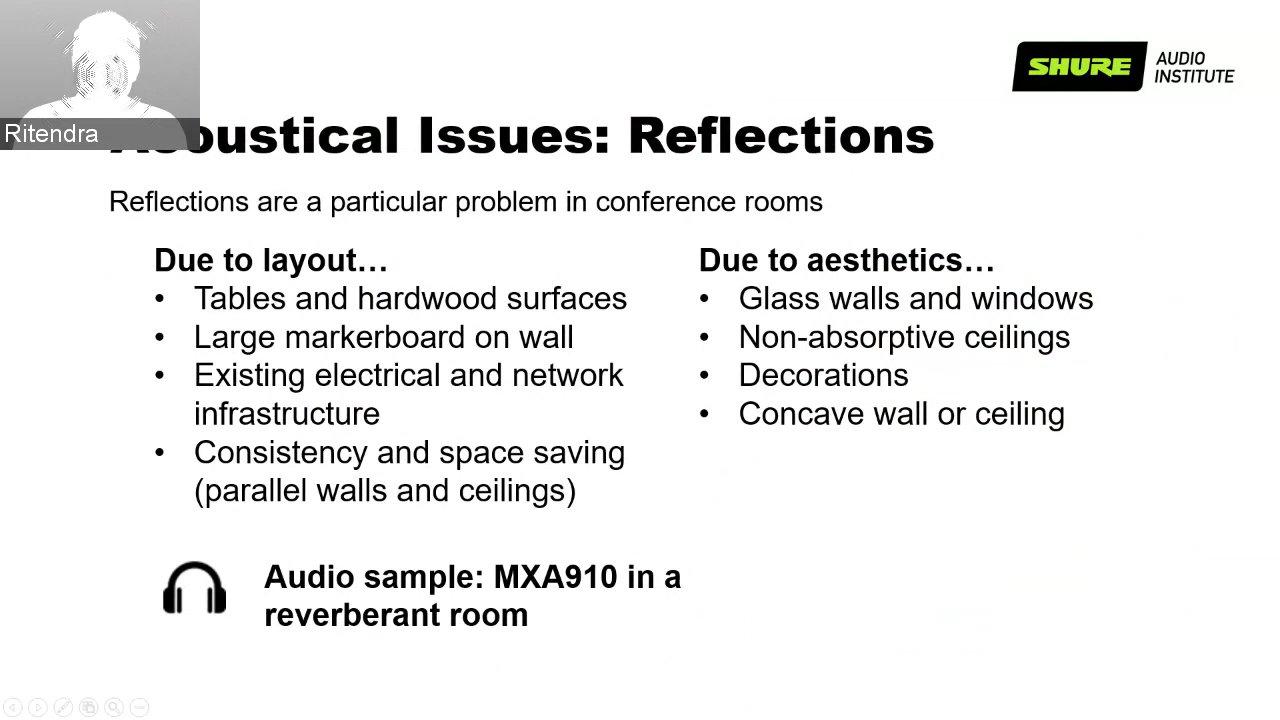 SHURE
AUDIO
INSTITUTE
Ritendra
Acoustical Issues: Reflections
Reflections are a particular problem in conference rooms
Due to layout…
• Tables and hardwood surfaces
• Large markerboard on wall
• Existing electrical and network
infrastructure
• Consistency and space saving
(parallel walls and ceilings)
Due to aesthetics…
• Glass walls and windows
• Non-absorptive ceilings
• Decorations
• Concave wall or ceiling
Audio sample: MXA910 in a
reverberant room